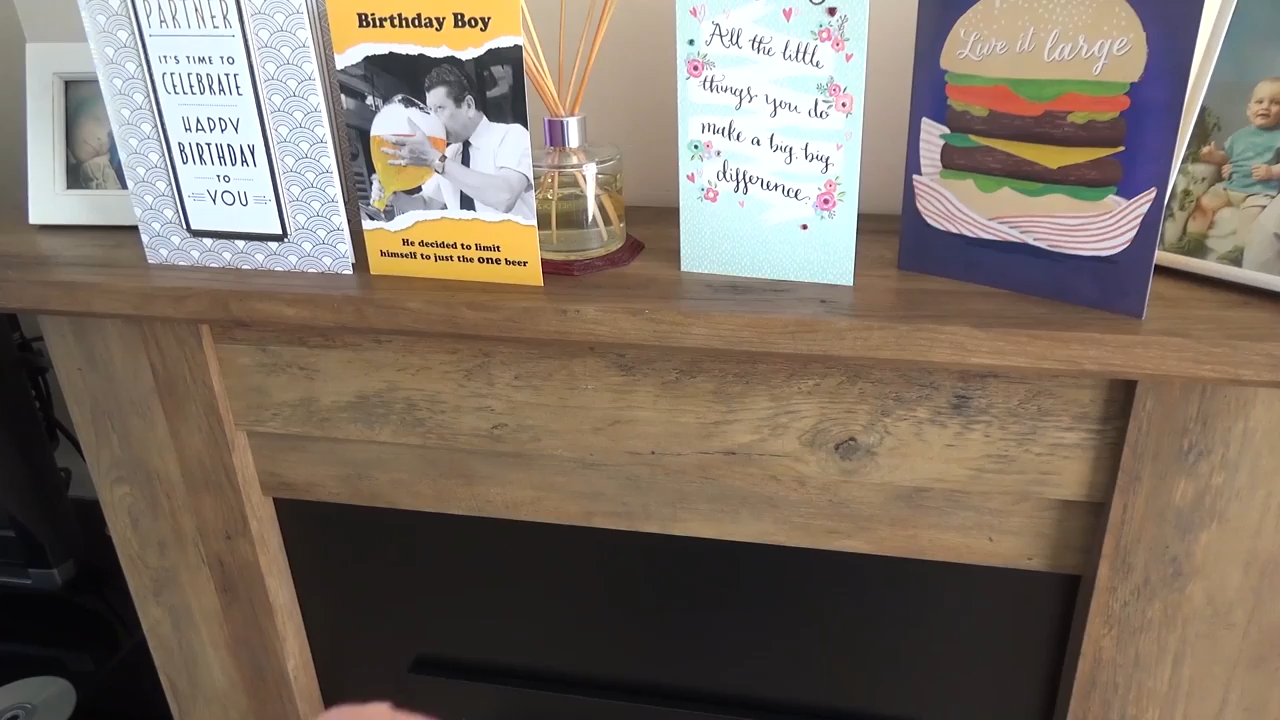 PARTNER
IT'S TIME TO
CELEBRATE
HAPPY
BIRTHDAY
TO
YOU
Birthday Boy
He decided to limit
himself to just the one beer
All the little
things you do
make a big, big,
difference.
Live it large